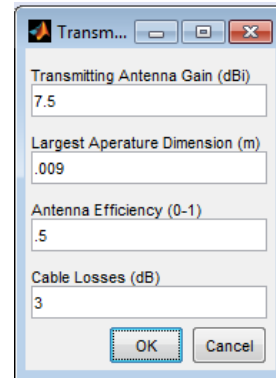 Transm...
Transmitting Antenna Gain (dBi)
7.5
Largest Aperature Dimension (m)
.009
Antenna Efficiency (0-1)
.5
Cable Losses (dB)
3
OK
Cancel